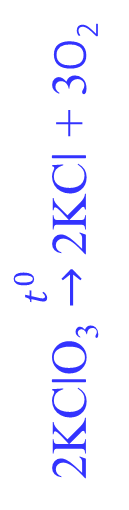 2KClO₃ →^{t⁰} 2KCl + 3O₂